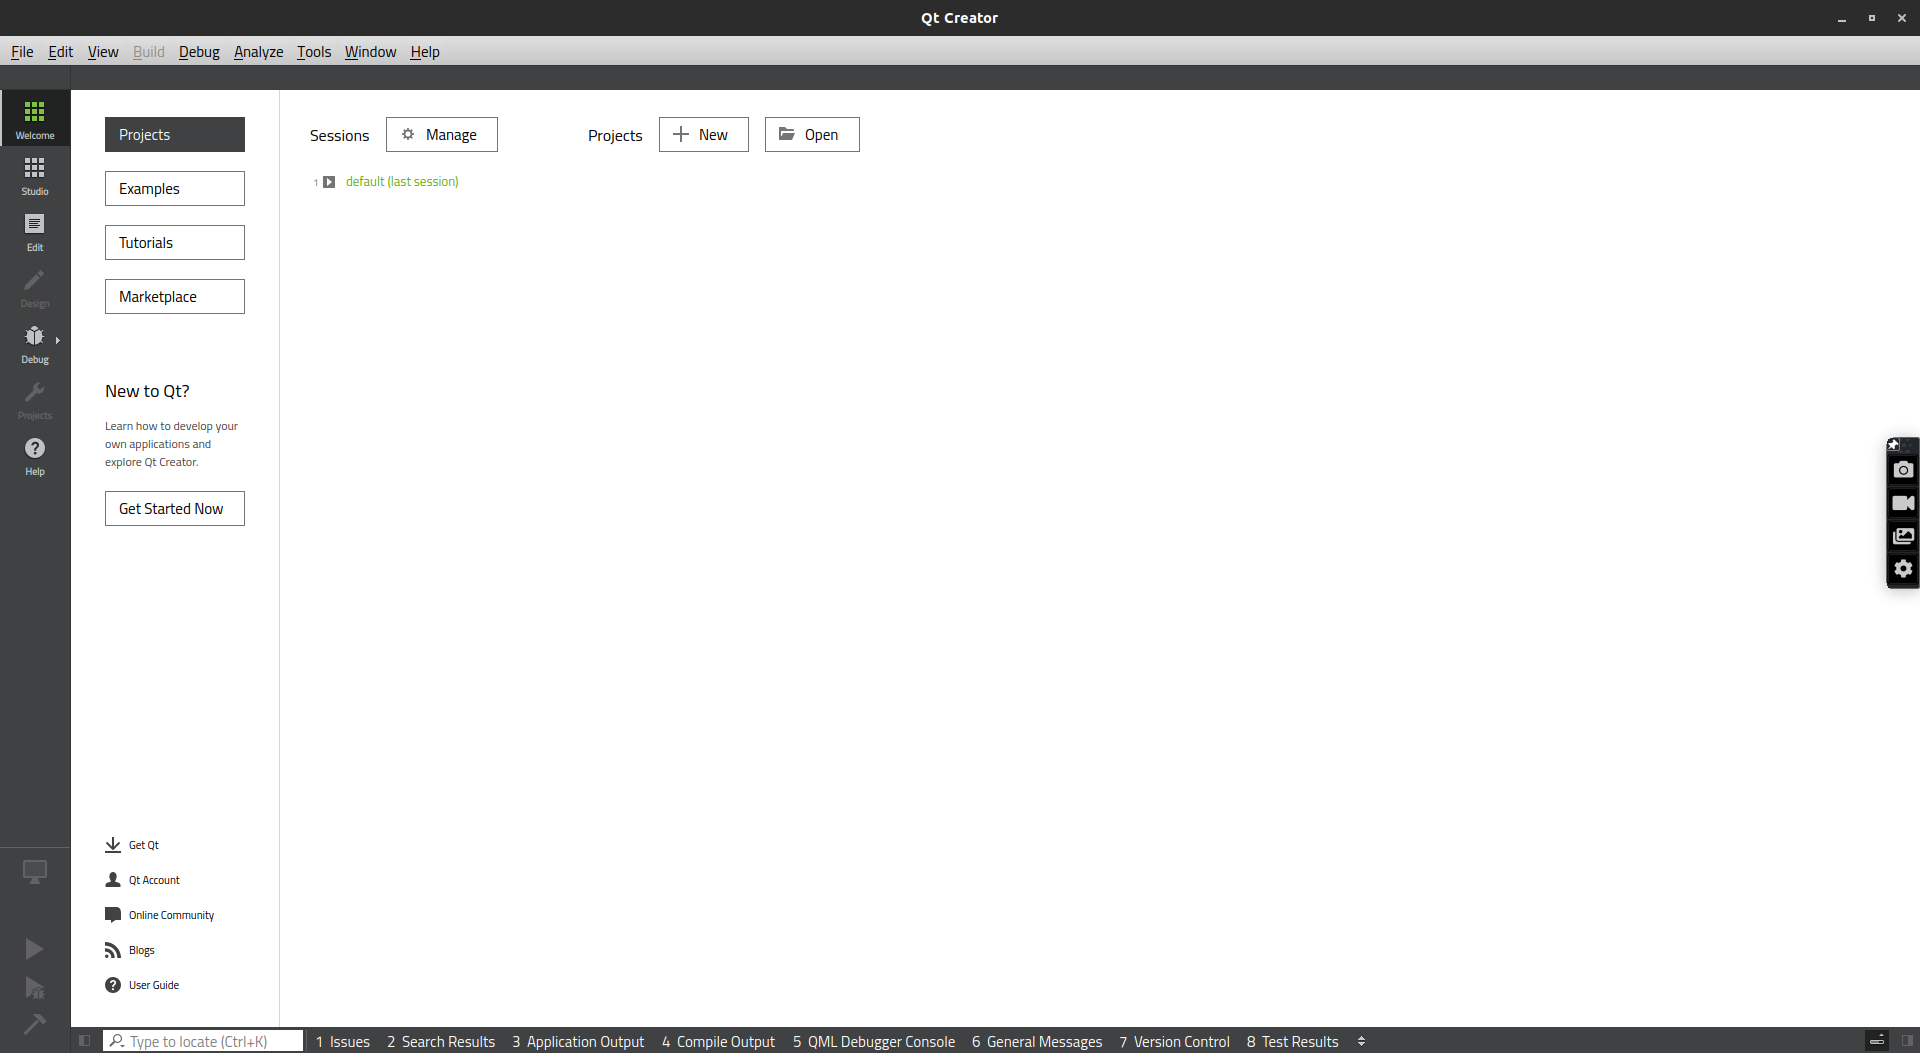 Qt Creator
File Edit View Build Debug Analyze Tools Window Help
Welcome
Studio
Edit
Design
Debug
Projects
Help
Projects
Examples
Tutorials
Marketplace
New to Qt?
Learn how to develop your
own applications and
explore Qt Creator.
Get Started Now
Get Qt
Qt Account
Online Community
Blogs
User Guide
Sessions Manage Projects New Open
1 default (last session)
Type to locate (Ctrl+K) 1 Issues 2 Search Results 3 Application Output 4 Compile Output 5 QML Debugger Console 6 General Messages 7 Version Control 8 Test Results